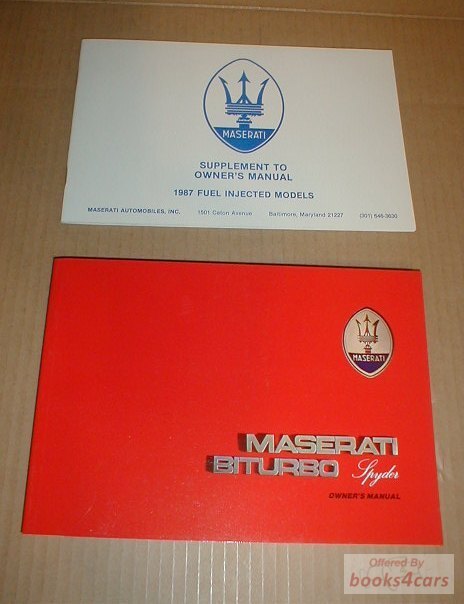 MASERATI
SUPPLEMENT TO
OWNER'S MANUAL
1987 FUEL INJECTED MODELS
MASERATI AUTOMOBILES, INC. 1501 Caton Avenue Baltimore, Maryland 21227 (301) 646-3630
MASERATI
MASERATI
BITURBO Spyder
OWNER'S MANUAL
Offered By
books4cars